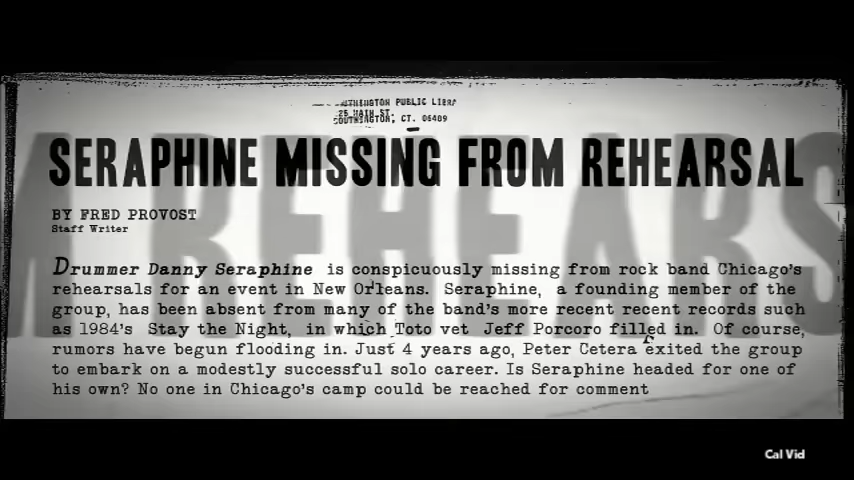 PUBLIC LIBRA
25 MAIN ST.
SOUTHINGTON, CT. 06489
SERAPHINE MISSING FROM REHEARSAL
BY FRED PROVOST
Staff Writer
Drummer Danny Seraphine is conspicuously missing from rock band Chicago's
rehearsals for an event in New Orleans. Seraphine, a founding member of the
group, has been absent from many of the band's more recent recent records such
as 1984's Stay the Night, in which Toto vet Jeff Porcoro filled in. Of course,
rumors have begun flooding in. Just 4 years ago, Peter Cetera exited the group
to embark on a modestly successful solo career. Is Seraphine headed for one of
his own? No one in Chicago's camp could be reached for comment
M REHEARS
Cal Vid